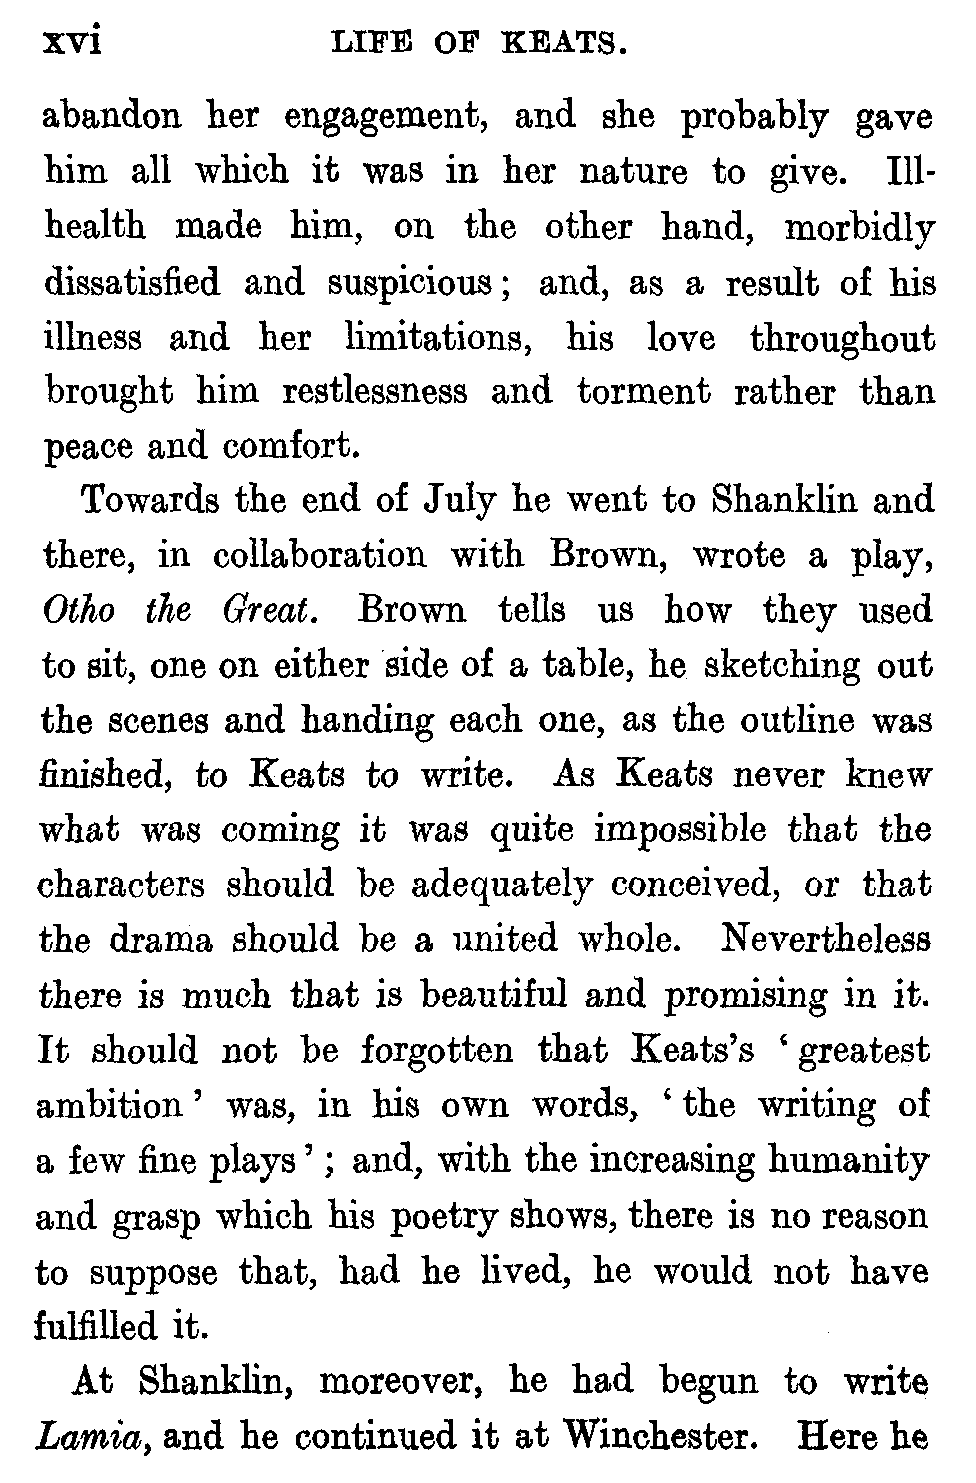 xvi LIFE OF KEATS.
abandon her engagement, and she probably gave
him all which it was in her nature to give. Ill-
health made him, on the other hand, morbidly
dissatisfied and suspicious; and, as a result of his
illness and her limitations, his love throughout
brought him restlessness and torment rather than
peace and comfort.
Towards the end of July he went to Shanklin and
there, in collaboration with Brown, wrote a play,
Otho the Great. Brown tells us how they used
to sit, one on either side of a table, he sketching out
the scenes and handing each one, as the outline was
finished, to Keats to write. As Keats never knew
what was coming it was quite impossible that the
characters should be adequately conceived, or that
the drama should be a united whole. Nevertheless
there is much that is beautiful and promising in it.
It should not be forgotten that Keats's ‘greatest
ambition’ was, in his own words, ‘the writing of
a few fine plays’; and, with the increasing humanity
and grasp which his poetry shows, there is no reason
to suppose that, had he lived, he would not have
fulfilled it.
At Shanklin, moreover, he had begun to write
Lamia, and he continued it at Winchester. Here he